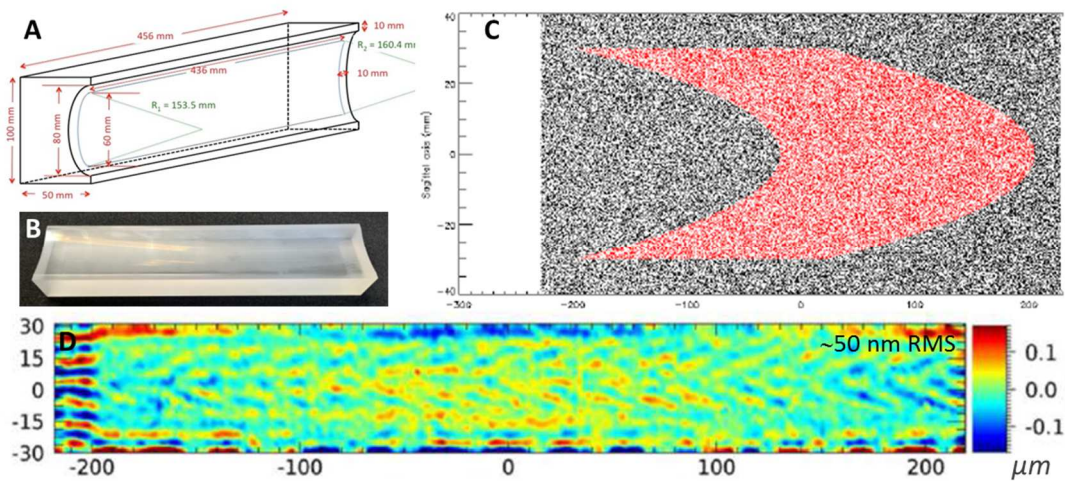 A
456 mm
10 mm
R₂ = 160.4 m
436 mm
10 mm
R₁ = 153.5 mm
100 mm
80 mm
60 mm
50 mm
B
C
Sagittal axis (mm)
40
20
0
-20
-40
-300
-200
-100
0
100
200
D
~50 nm RMS
30
15
0
-15
-30
-200
-100
0
100
200
0.1
0.0
-0.1
μm